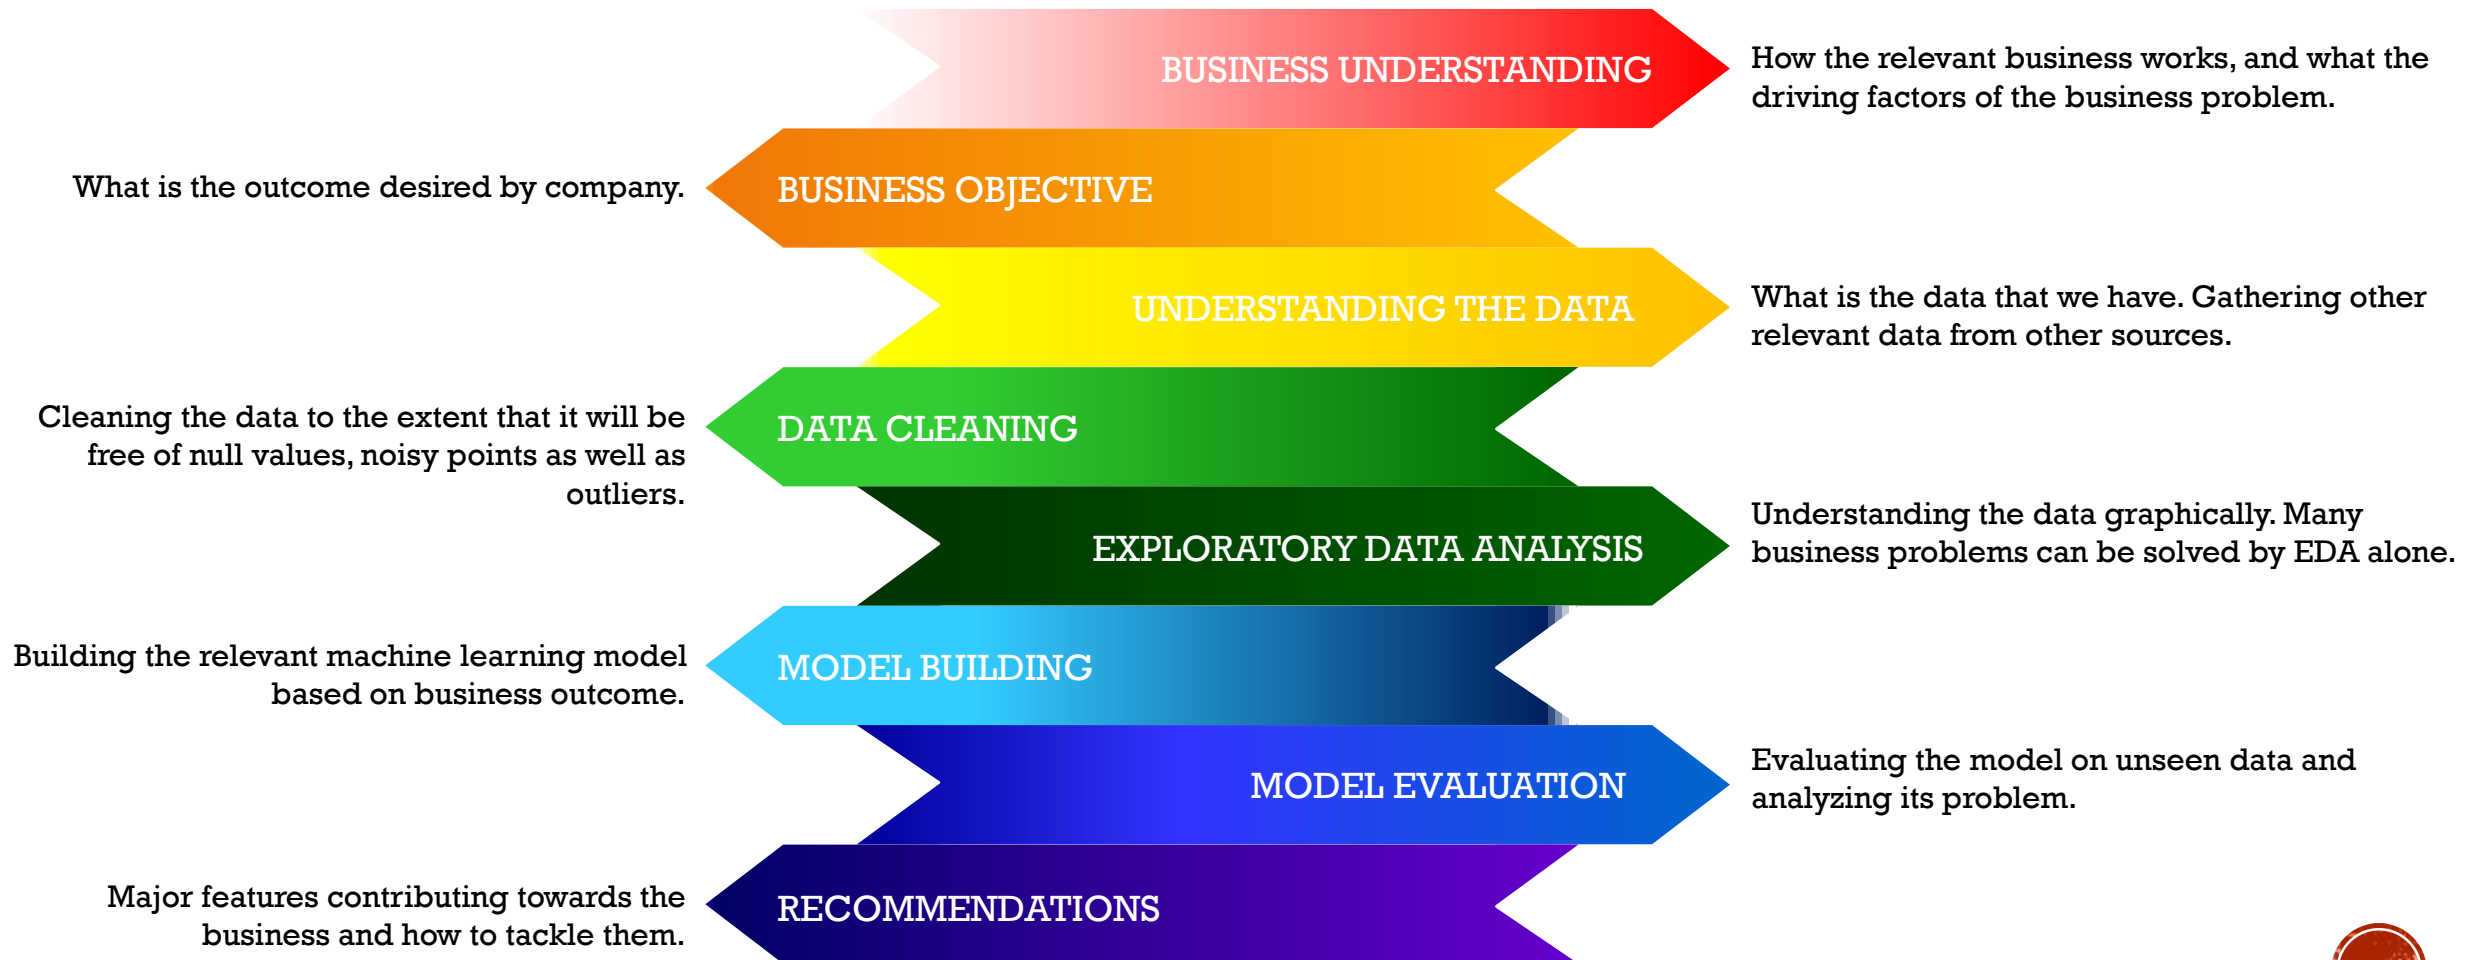 BUSINESS UNDERSTANDING
How the relevant business works, and what the
driving factors of the business problem.
What is the outcome desired by company.
BUSINESS OBJECTIVE
UNDERSTANDING THE DATA
What is the data that we have. Gathering other
relevant data from other sources.
Cleaning the data to the extent that it will be
free of null values, noisy points as well as
outliers.
DATA CLEANING
EXPLORATORY DATA ANALYSIS
Understanding the data graphically. Many
business problems can be solved by EDA alone.
Building the relevant machine learning model
based on business outcome.
MODEL BUILDING
MODEL EVALUATION
Evaluating the model on unseen data and
analyzing its problem.
Major features contributing towards the
business and how to tackle them.
RECOMMENDATIONS